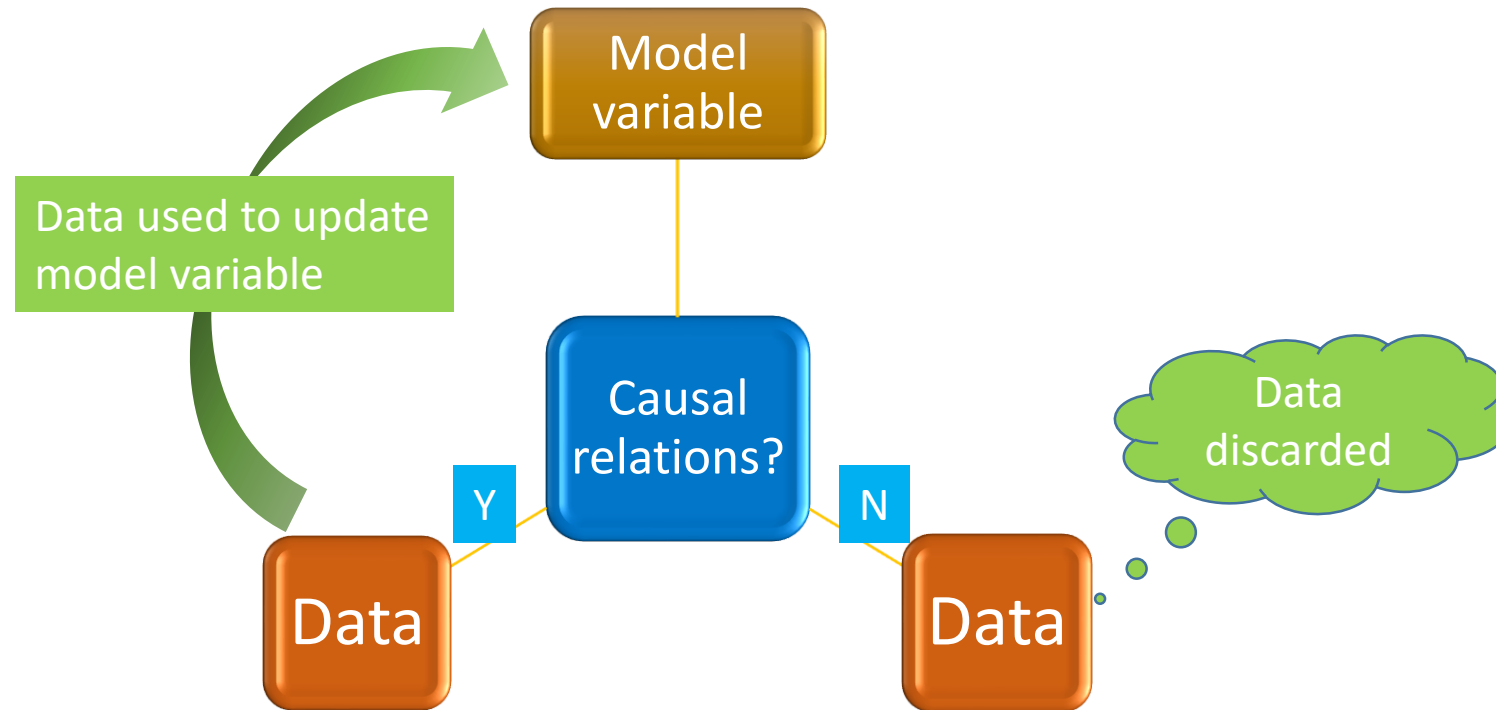 Model
variable
Data used to update
model variable
Causal
relations?
Data
discarded
Y
N
Data
Data